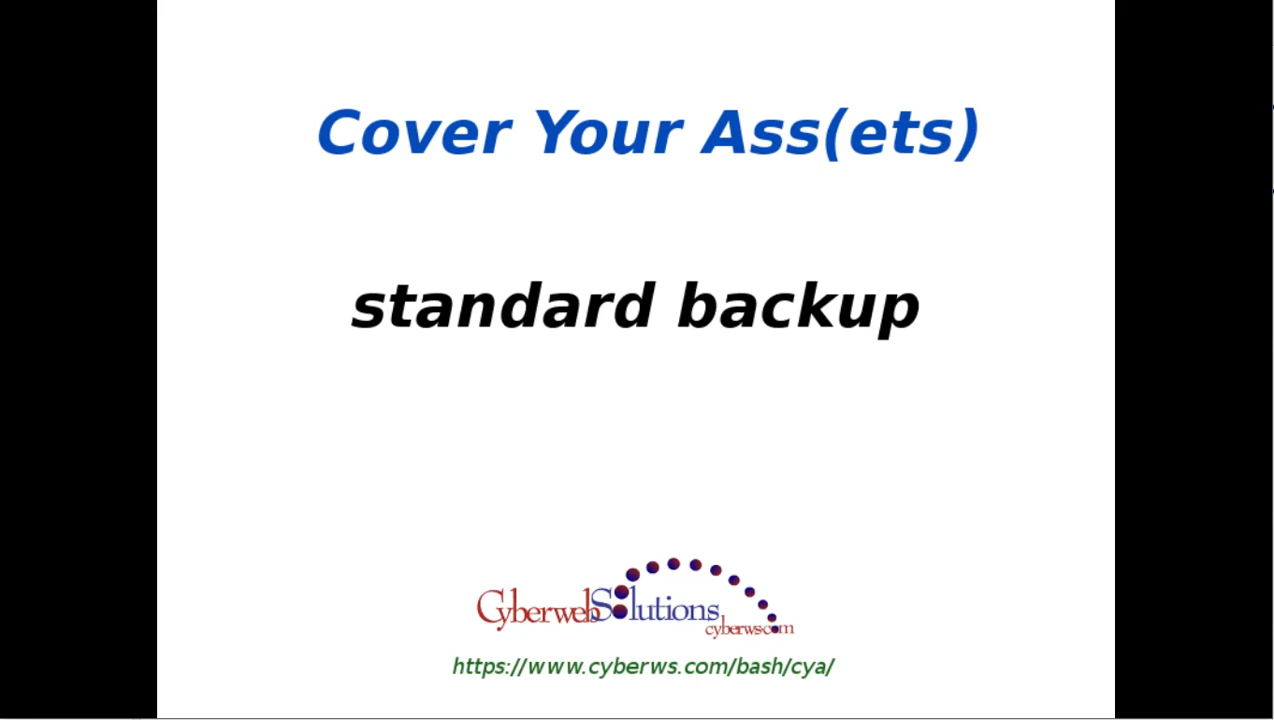 Cover Your Ass(ets)
standard backup
CyberwebSolutions
cyberws.com
https://www.cyberws.com/bash/cya/